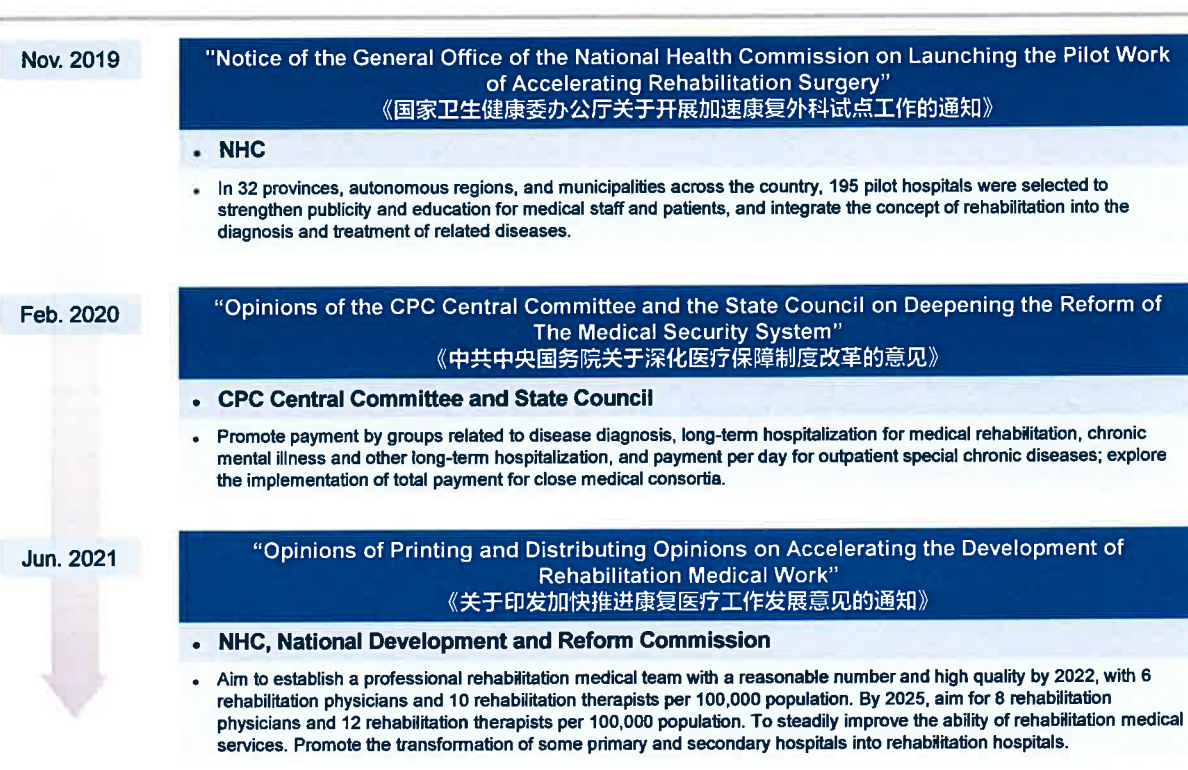 Nov. 2019
"Notice of the General Office of the National Health Commission on Launching the Pilot Work
of Accelerating Rehabilitation Surgery"
《国家卫生健康委办公厅关于开展加速康复外科试点工作的通知》
• NHC
• In 32 provinces, autonomous regions, and municipalities across the country, 195 pilot hospitals were selected to
strengthen publicity and education for medical staff and patients, and integrate the concept of rehabilitation into the
diagnosis and treatment of related diseases.
Feb. 2020
“Opinions of the CPC Central Committee and the State Council on Deepening the Reform of
The Medical Security System”
《中共中央国务院关于深化医疗保障制度改革的意见》
• CPC Central Committee and State Council
• Promote payment by groups related to disease diagnosis, long-term hospitalization for medical rehabilitation, chronic
mental illness and other long-term hospitalization, and payment per day for outpatient special chronic diseases; explore
the implementation of total payment for close medical consortia.
Jun. 2021
“Opinions of Printing and Distributing Opinions on Accelerating the Development of
Rehabilitation Medical Work”
《关于印发加快推进康复医疗工作发展意见的通知》
• NHC, National Development and Reform Commission
• Aim to establish a professional rehabilitation medical team with a reasonable number and high quality by 2022, with 6
rehabilitation physicians and 10 rehabilitation therapists per 100,000 population. By 2025, aim for 8 rehabilitation
physicians and 12 rehabilitation therapists per 100,000 population. To steadily improve the ability of rehabilitation medical
services. Promote the transformation of some primary and secondary hospitals into rehabilitation hospitals.